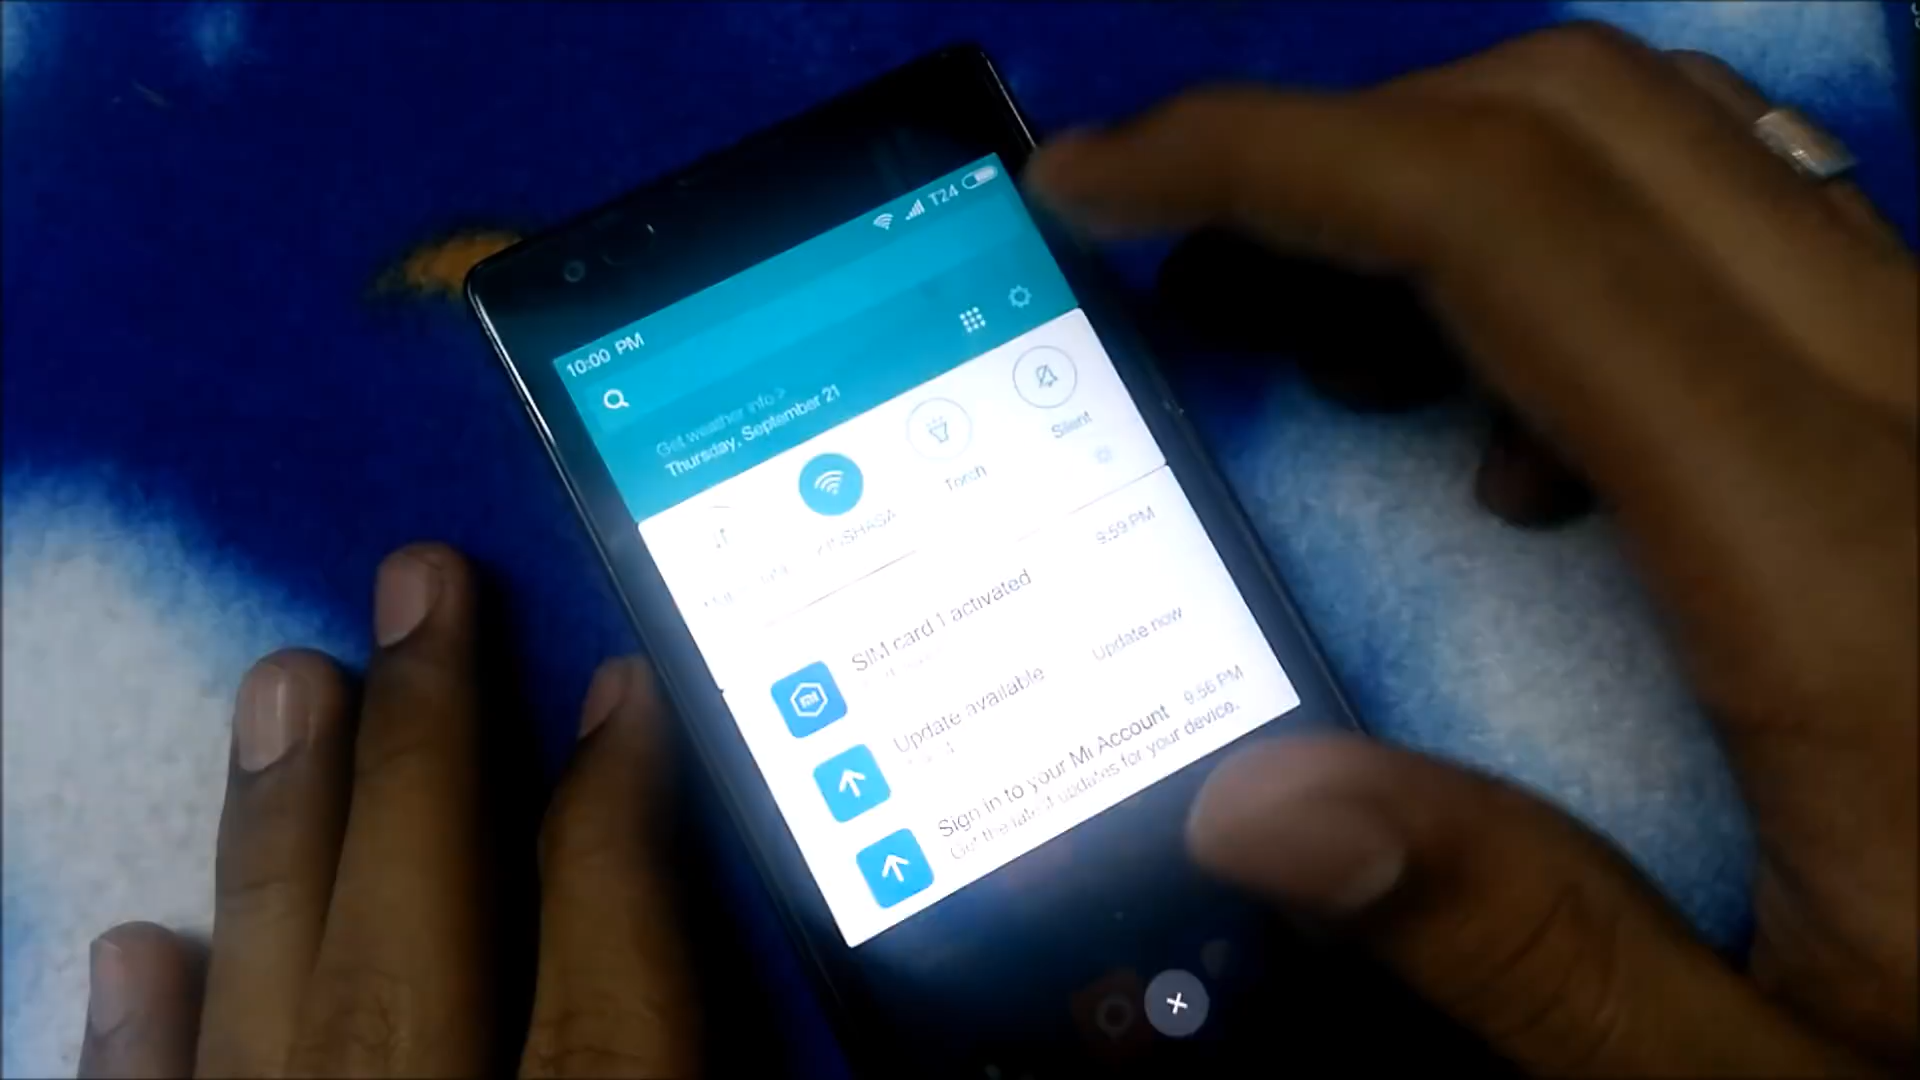 10:00 PM
T24
Get weather info >
Thursday, September 21
KINSHASA
Torch
Silent
SIM card 1 activated
9:59 PM
Update available
Update now
Sign in to your Mi Account
9:56 PM
Get the latest updates for your device.